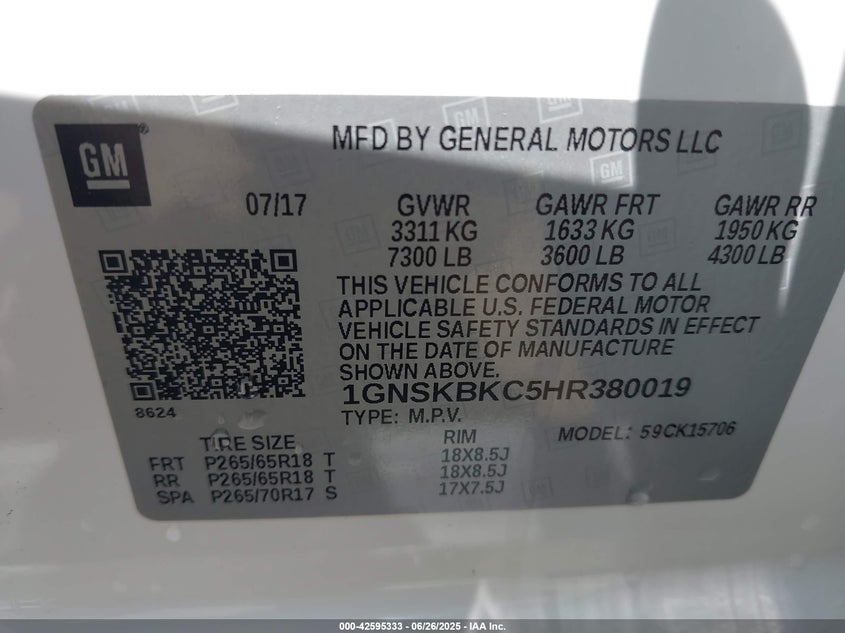 GM®
MFD BY GENERAL MOTORS LLC
07/17 GVWR GAWR FRT GAWR RR
3311 KG 1633 KG 1950 KG
7300 LB 3600 LB 4300 LB
THIS VEHICLE CONFORMS TO ALL
APPLICABLE U.S. FEDERAL MOTOR
VEHICLE SAFETY STANDARDS IN EFFECT
ON THE DATE OF MANUFACTURE
SHOWN ABOVE.
1GNSKBKC5HR380019
8624
TYPE: M.P.V.
MODEL: 59CK15706
TIRE SIZE RIM
FRT P265/65R18 T 18X8.5J
RR P265/65R18 T 18X8.5J
SPA P265/70R17 S 17X7.5J
000-42595333 / 06/26/2025 - IAA Inc.